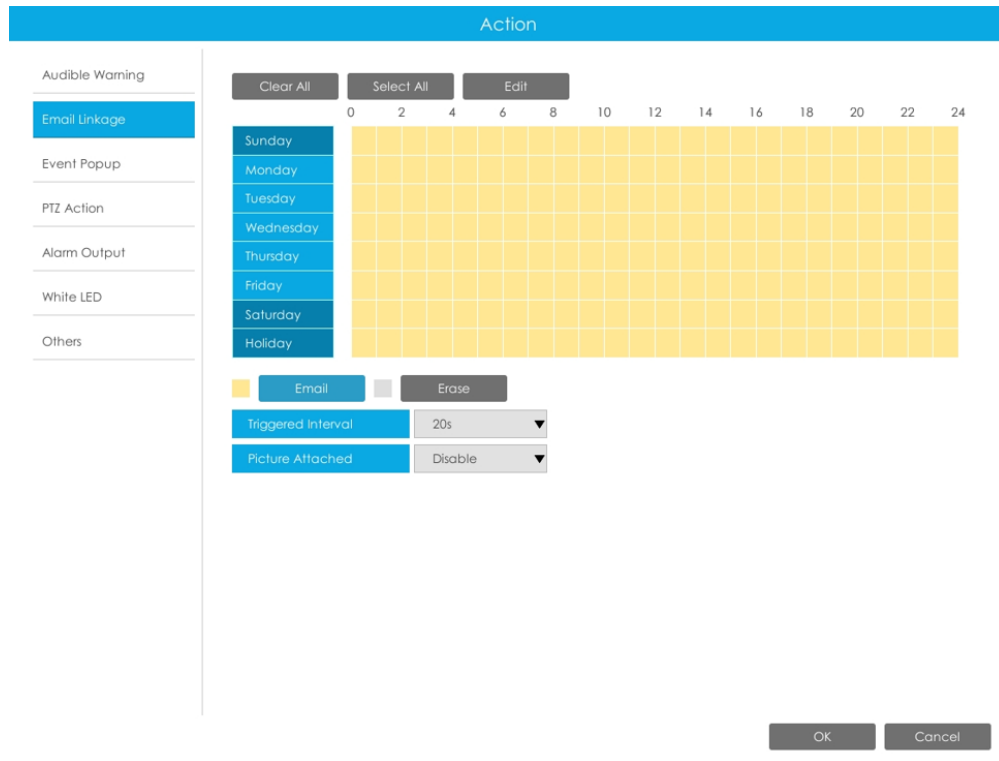 Action
Audible Warning
Email Linkage
Event Popup
PTZ Action
Alarm Output
White LED
Others
Clear All Select All Edit
0 2 4 6 8 10 12 14 16 18 20 22 24
Sunday
Monday
Tuesday
Wednesday
Thursday
Friday
Saturday
Holiday
Email Erase
Triggered Interval 20s
Picture Attached Disable
OK Cancel